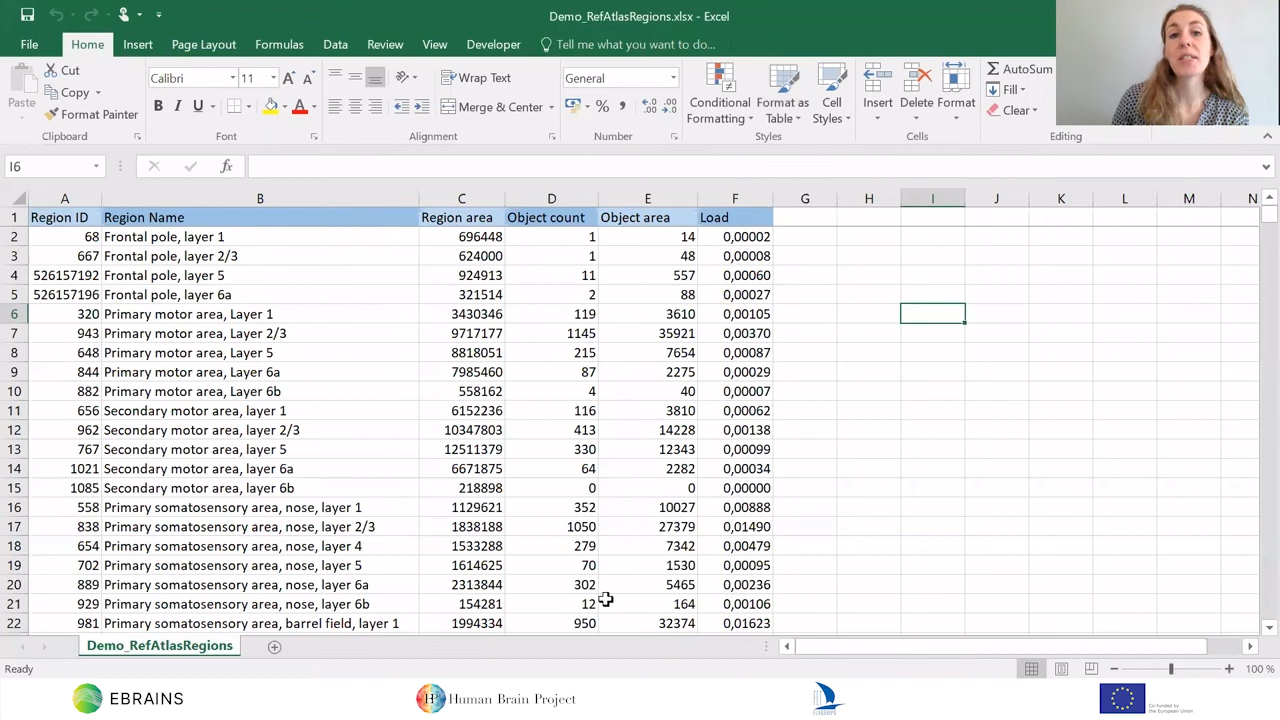 Demo_RefAtlasRegions.xlsx - Excel
File Home Insert Page Layout Formulas Data Review View Developer Tell me what you want to do...
Paste
Cut
Copy
Format Painter
Clipboard
Calibri 11
B I U
Font
Wrap Text
Merge & Center
Alignment
General
%
Number
Conditional Formatting
Format as Table
Cell Styles
Styles
Insert Delete Format
Cells
AutoSum
Fill
Clear
Editing
I6 fx
A B C D E F G H I J K L M N
1 Region ID Region Name Region area Object count Object area Load
2 68 Frontal pole, layer 1 696448 1 14 0,00002
3 667 Frontal pole, layer 2/3 624000 1 48 0,00008
4 526157192 Frontal pole, layer 5 924913 11 557 0,00060
5 526157196 Frontal pole, layer 6a 321514 2 88 0,00027
6 320 Primary motor area, Layer 1 3430346 119 3610 0,00105
7 943 Primary motor area, Layer 2/3 9717177 1145 35921 0,00370
8 648 Primary motor area, Layer 5 8818051 215 7654 0,00087
9 844 Primary motor area, Layer 6a 7985460 87 2275 0,00029
10 882 Primary motor area, Layer 6b 558162 4 40 0,00007
11 656 Secondary motor area, layer 1 6152236 116 3810 0,00062
12 962 Secondary motor area, layer 2/3 10347803 413 14228 0,00138
13 767 Secondary motor area, layer 5 12511379 330 12343 0,00099
14 1021 Secondary motor area, layer 6a 6671875 64 2282 0,00034
15 1085 Secondary motor area, layer 6b 218898 0 0 0,00000
16 558 Primary somatosensory area, nose, layer 1 1129621 352 10027 0,00888
17 838 Primary somatosensory area, nose, layer 2/3 1838188 1050 27379 0,01490
18 654 Primary somatosensory area, nose, layer 4 1533288 279 7342 0,00479
19 702 Primary somatosensory area, nose, layer 5 1614625 70 1530 0,00095
20 889 Primary somatosensory area, nose, layer 6a 2313844 302 5465 0,00236
21 929 Primary somatosensory area, nose, layer 6b 154281 12 164 0,00106
22 981 Primary somatosensory area, barrel field, layer 1 1994334 950 32374 0,01623
Demo_RefAtlasRegions
Ready
100 %
EBRAINS
Human Brain Project
FLAGSHIPS
Co-funded by
the European Union